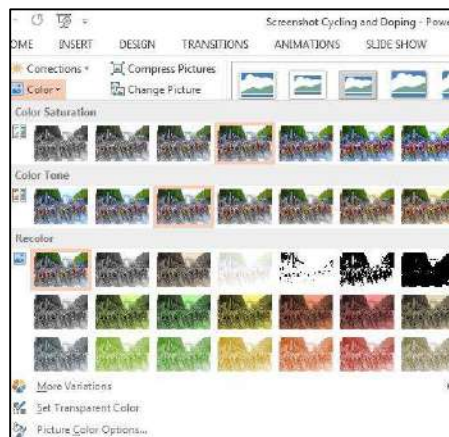 Screenshot Cycling and Doping - Powe
OME INSERT DESIGN TRANSITIONS ANIMATIONS SLIDE SHOW
Corrections Compress Pictures
Color Change Picture
Color Saturation
Color Tone
Recolor
More Variations
Set Transparent Color
Picture Color Options...